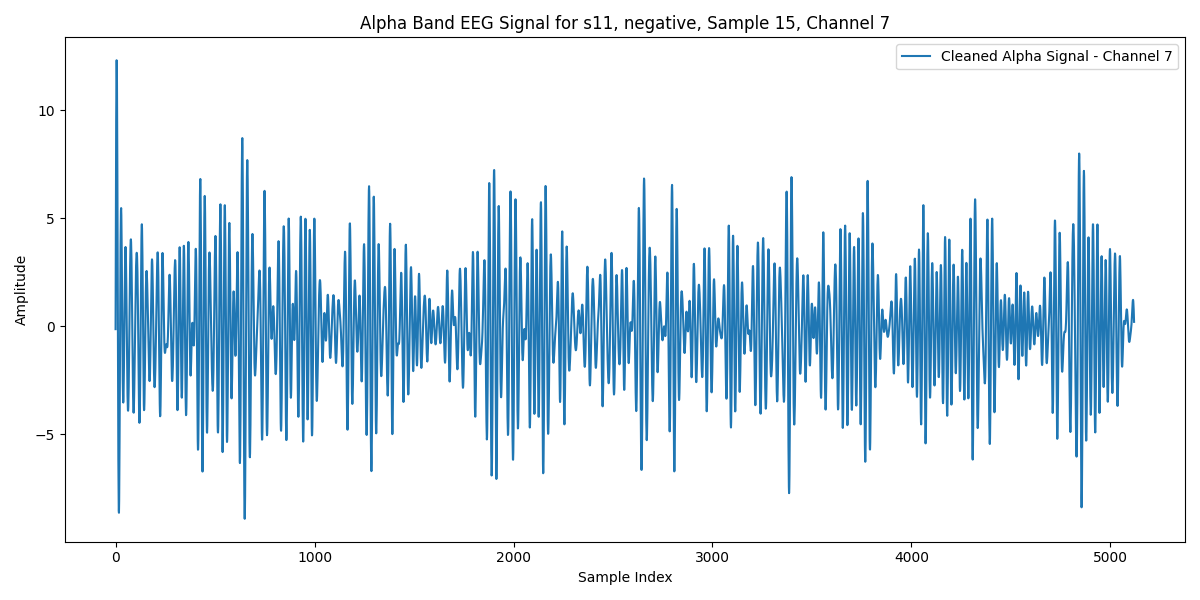 Alpha Band EEG Signal for s11, negative, Sample 15, Channel 7
Cleaned Alpha Signal - Channel 7
Amplitude
10
5
0
−5
0 1000 2000 3000 4000 5000
Sample Index